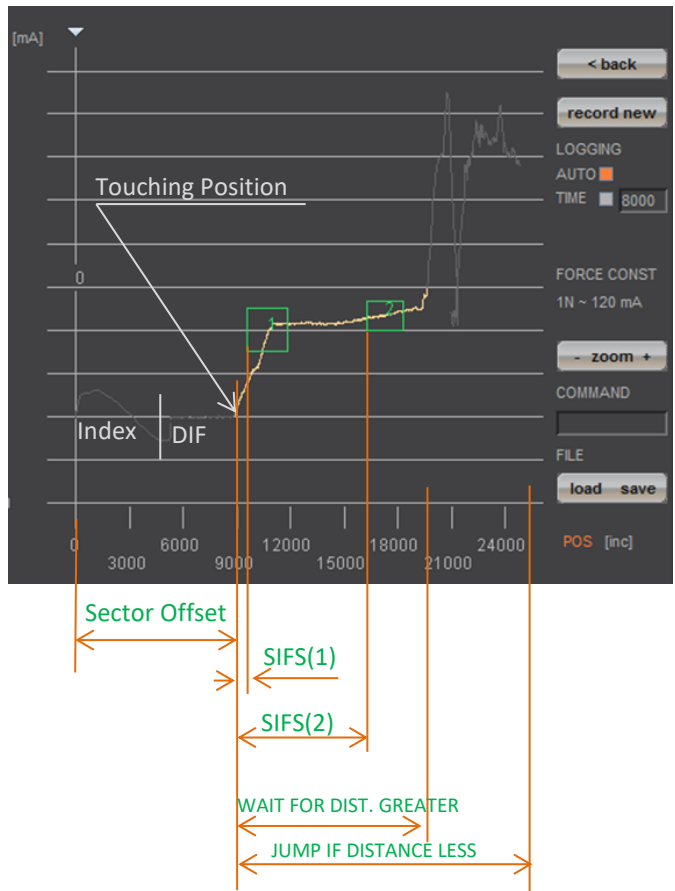 [mA]
< back
record new
LOGGING
AUTO
TIME 8000
Touching Position
0
FORCE CONST
1N ~ 120 mA
1
2
- zoom +
COMMAND
Index
DIF
FILE
load save
POS [inc]
0 6000 12000 18000 24000
3000 9000 15000 21000
Sector Offset
SIFS(1)
SIFS(2)
WAIT FOR DIST. GREATER
JUMP IF DISTANCE LESS